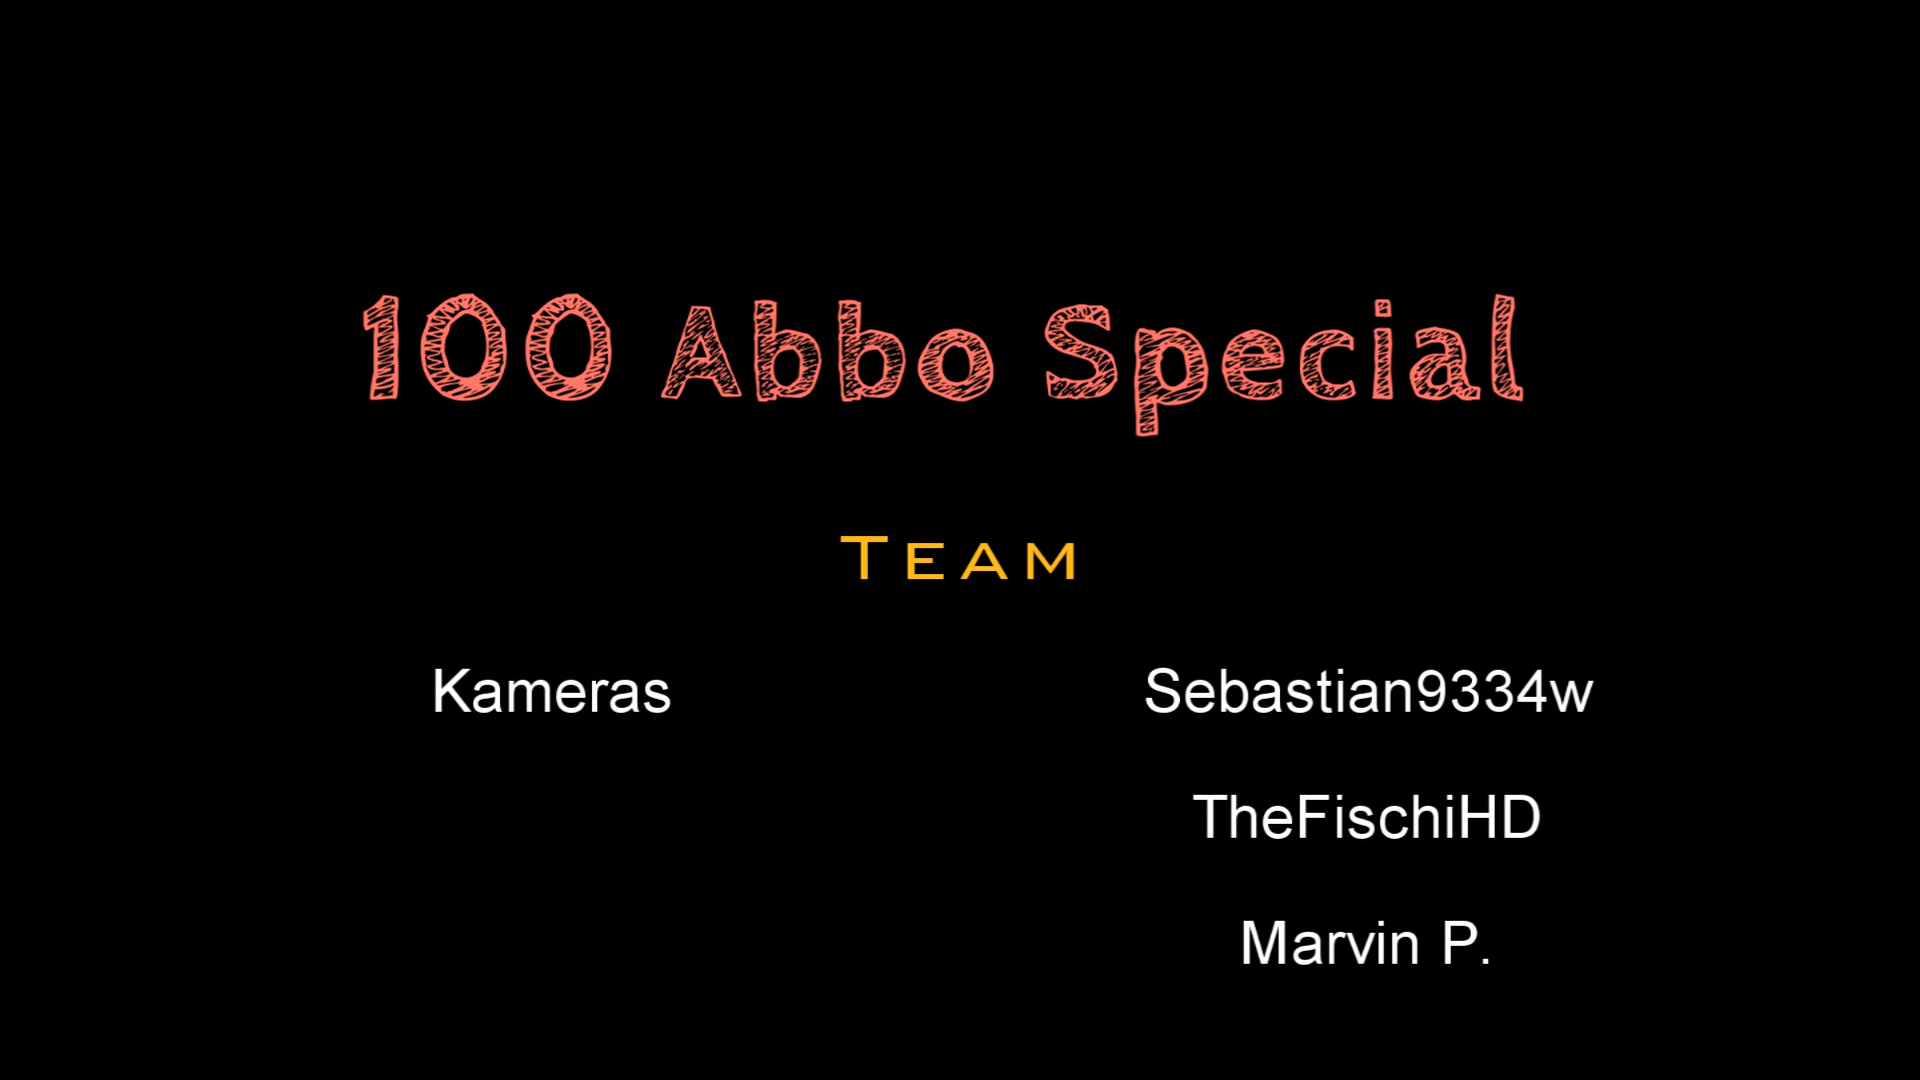 100 Abbo Special
TEAM
Kameras Sebastian9334w
TheFischiHD
Marvin P.